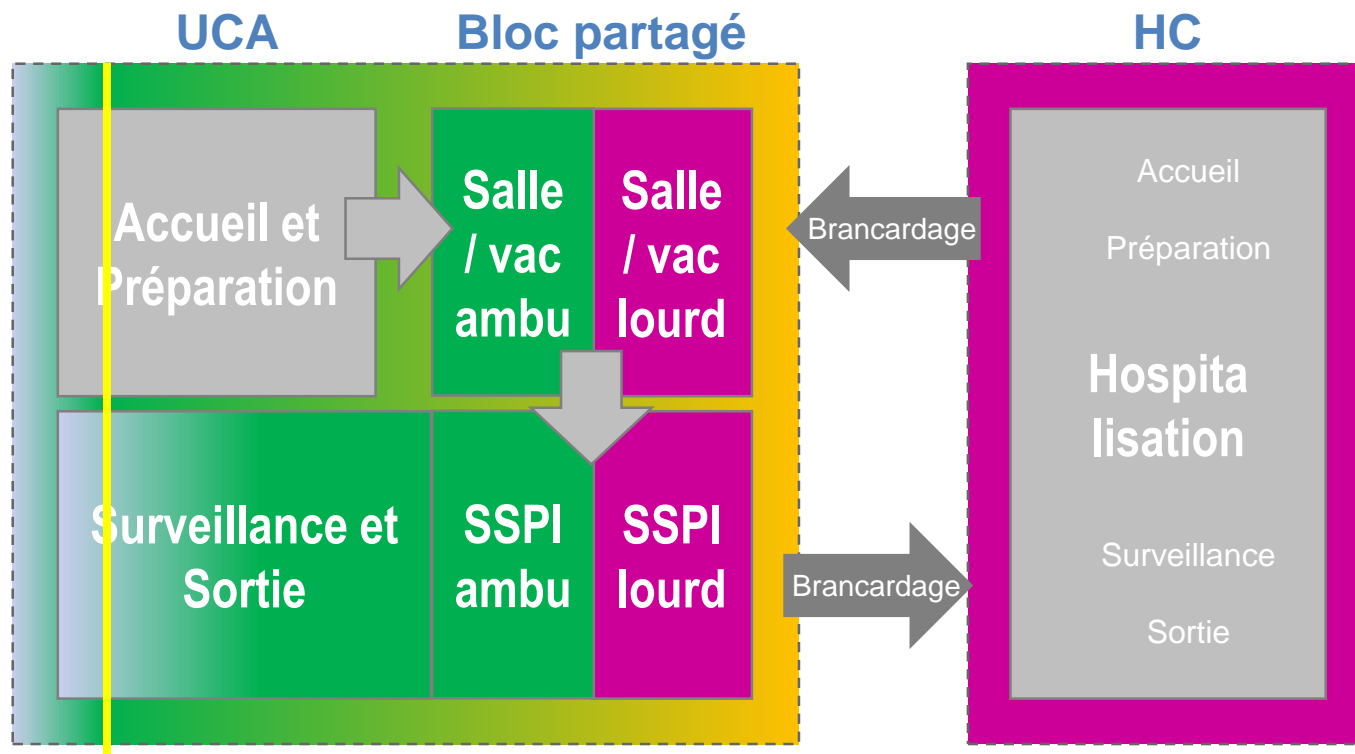 UCA
Bloc partagé
HC
Accueil et
Préparation
Salle
/ vac
ambu
Salle
/ vac
lourd
Brancardage
Accueil
Préparation
Hospita
lisation
Surveillance et
Sortie
SSPI
ambu
SSPI
lourd
Brancardage
Surveillance
Sortie